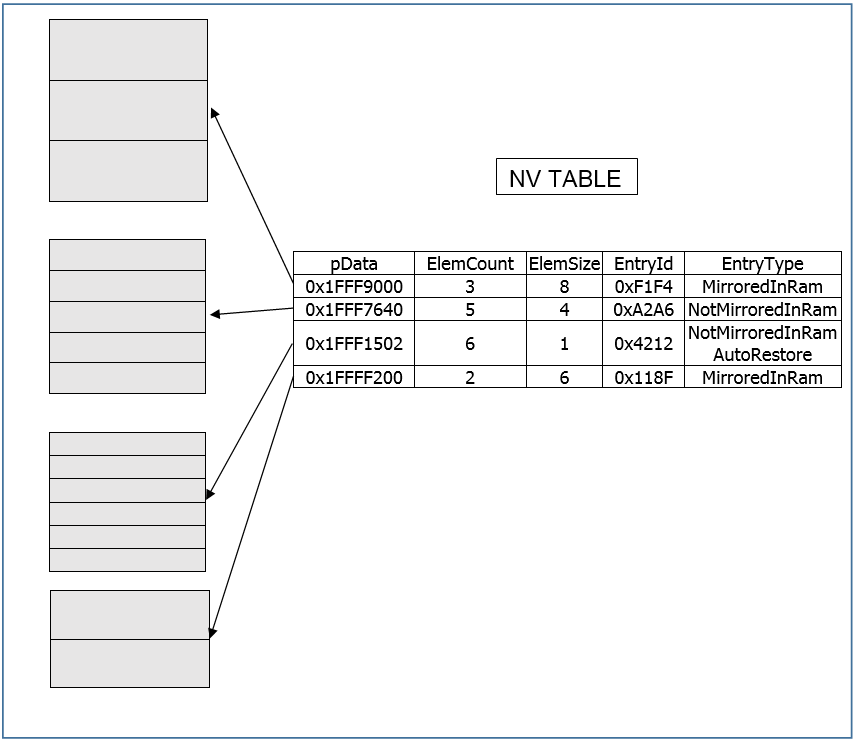 NV TABLE
pData ElemCount ElemSize EntryId EntryType
0x1FFF9000 3 8 0xF1F4 MirroredInRam
0x1FFF7640 5 4 0xA2A6 NotMirroredInRam
0x1FFF1502 6 1 0x4212 NotMirroredInRam
AutoRestore
0x1FFFF200 2 6 0x118F MirroredInRam